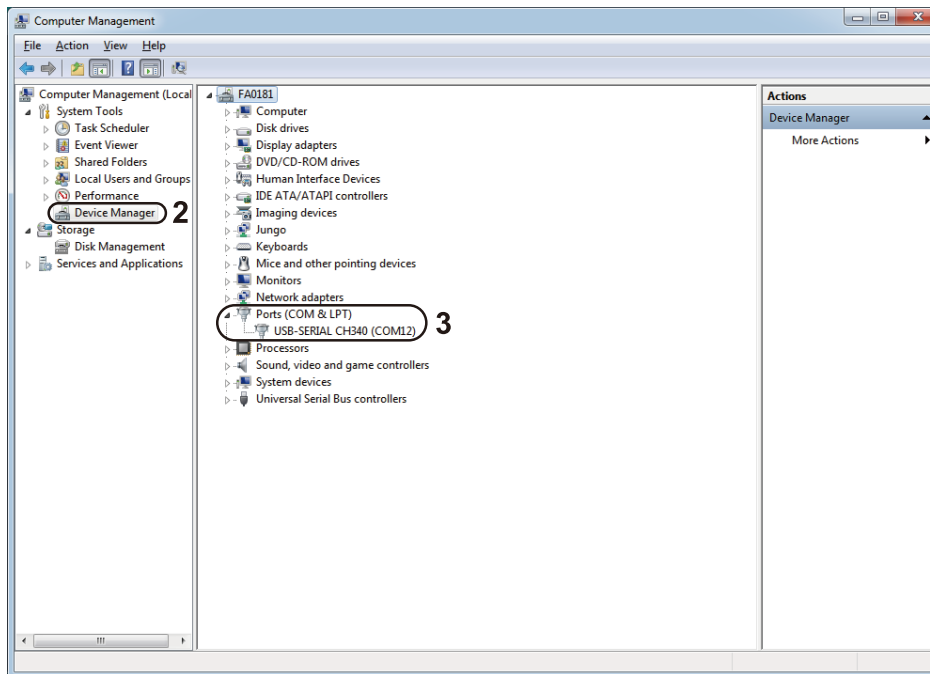 Computer Management
File Action View Help
Computer Management (Local
System Tools
Task Scheduler
Event Viewer
Shared Folders
Local Users and Groups
Performance
Device Manager 2
Storage
Disk Management
Services and Applications
FA0181
Computer
Disk drives
Display adapters
DVD/CD-ROM drives
Human Interface Devices
IDE ATA/ATAPI controllers
Imaging devices
Jungo
Keyboards
Mice and other pointing devices
Monitors
Network adapters
Ports (COM & LPT)
USB-SERIAL CH340 (COM12) 3
Processors
Sound, video and game controllers
System devices
Universal Serial Bus controllers
Actions
Device Manager
More Actions